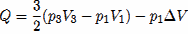 Q = \frac{3}{2}(p_3V_3 - p_1V_1) - p_1\Delta V